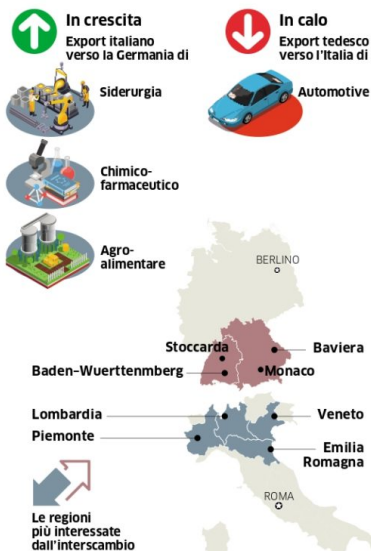 In crescita
Export italiano
verso la Germania di
Siderurgia
Chimico-
farmaceutico
Agro-
alimentare
In calo
Export tedesco
verso l'Italia di
Automotive
BERLINO
Stoccarda
Baviera
Baden-Wuerttenmberg
Monaco
Lombardia
Veneto
Piemonte
Emilia
Romagna
ROMA
Le regioni
più interessate
dall'interscambio